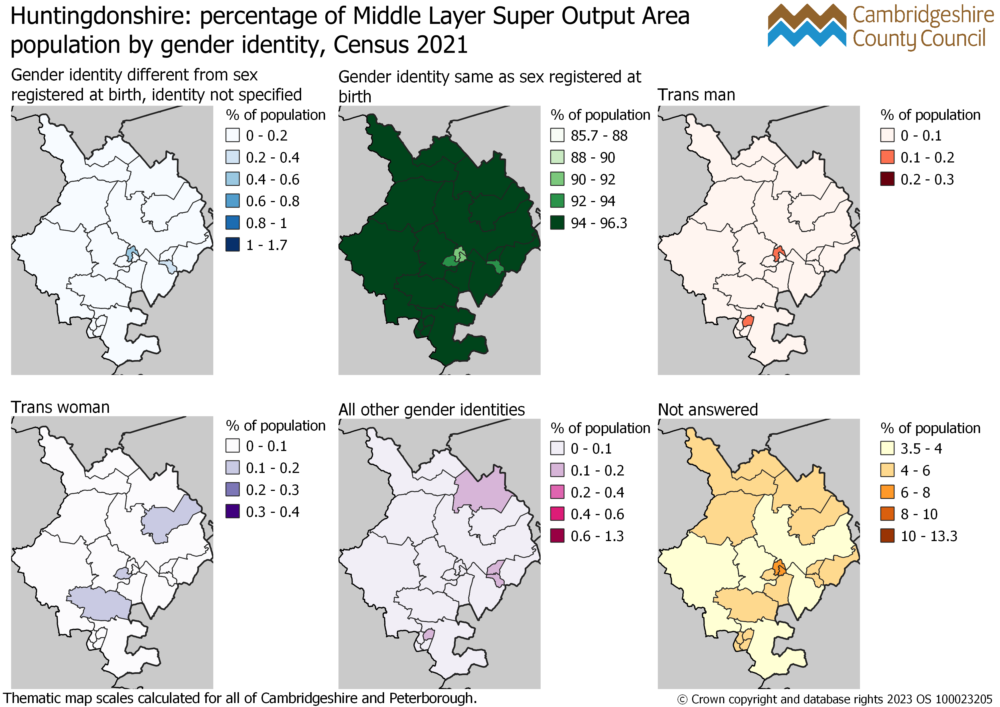 Huntingdonshire: percentage of Middle Layer Super Output Area
population by gender identity, Census 2021
Cambridgeshire
County Council
Gender identity different from sex
registered at birth, identity not specified
% of population
0 - 0.2
0.2 - 0.4
0.4 - 0.6
0.6 - 0.8
0.8 - 1
1 - 1.7
Gender identity same as sex registered at
birth
% of population
85.7 - 88
88 - 90
90 - 92
92 - 94
94 - 96.3
Trans man
% of population
0 - 0.1
0.1 - 0.2
0.2 - 0.3
Trans woman
% of population
0 - 0.1
0.1 - 0.2
0.2 - 0.3
0.3 - 0.4
All other gender identities
% of population
0 - 0.1
0.1 - 0.2
0.2 - 0.4
0.4 - 0.6
0.6 - 1.3
Not answered
% of population
3.5 - 4
4 - 6
6 - 8
8 - 10
10 - 13.3
Thematic map scales calculated for all of Cambridgeshire and Peterborough.
© Crown copyright and database rights 2023 OS 100023205